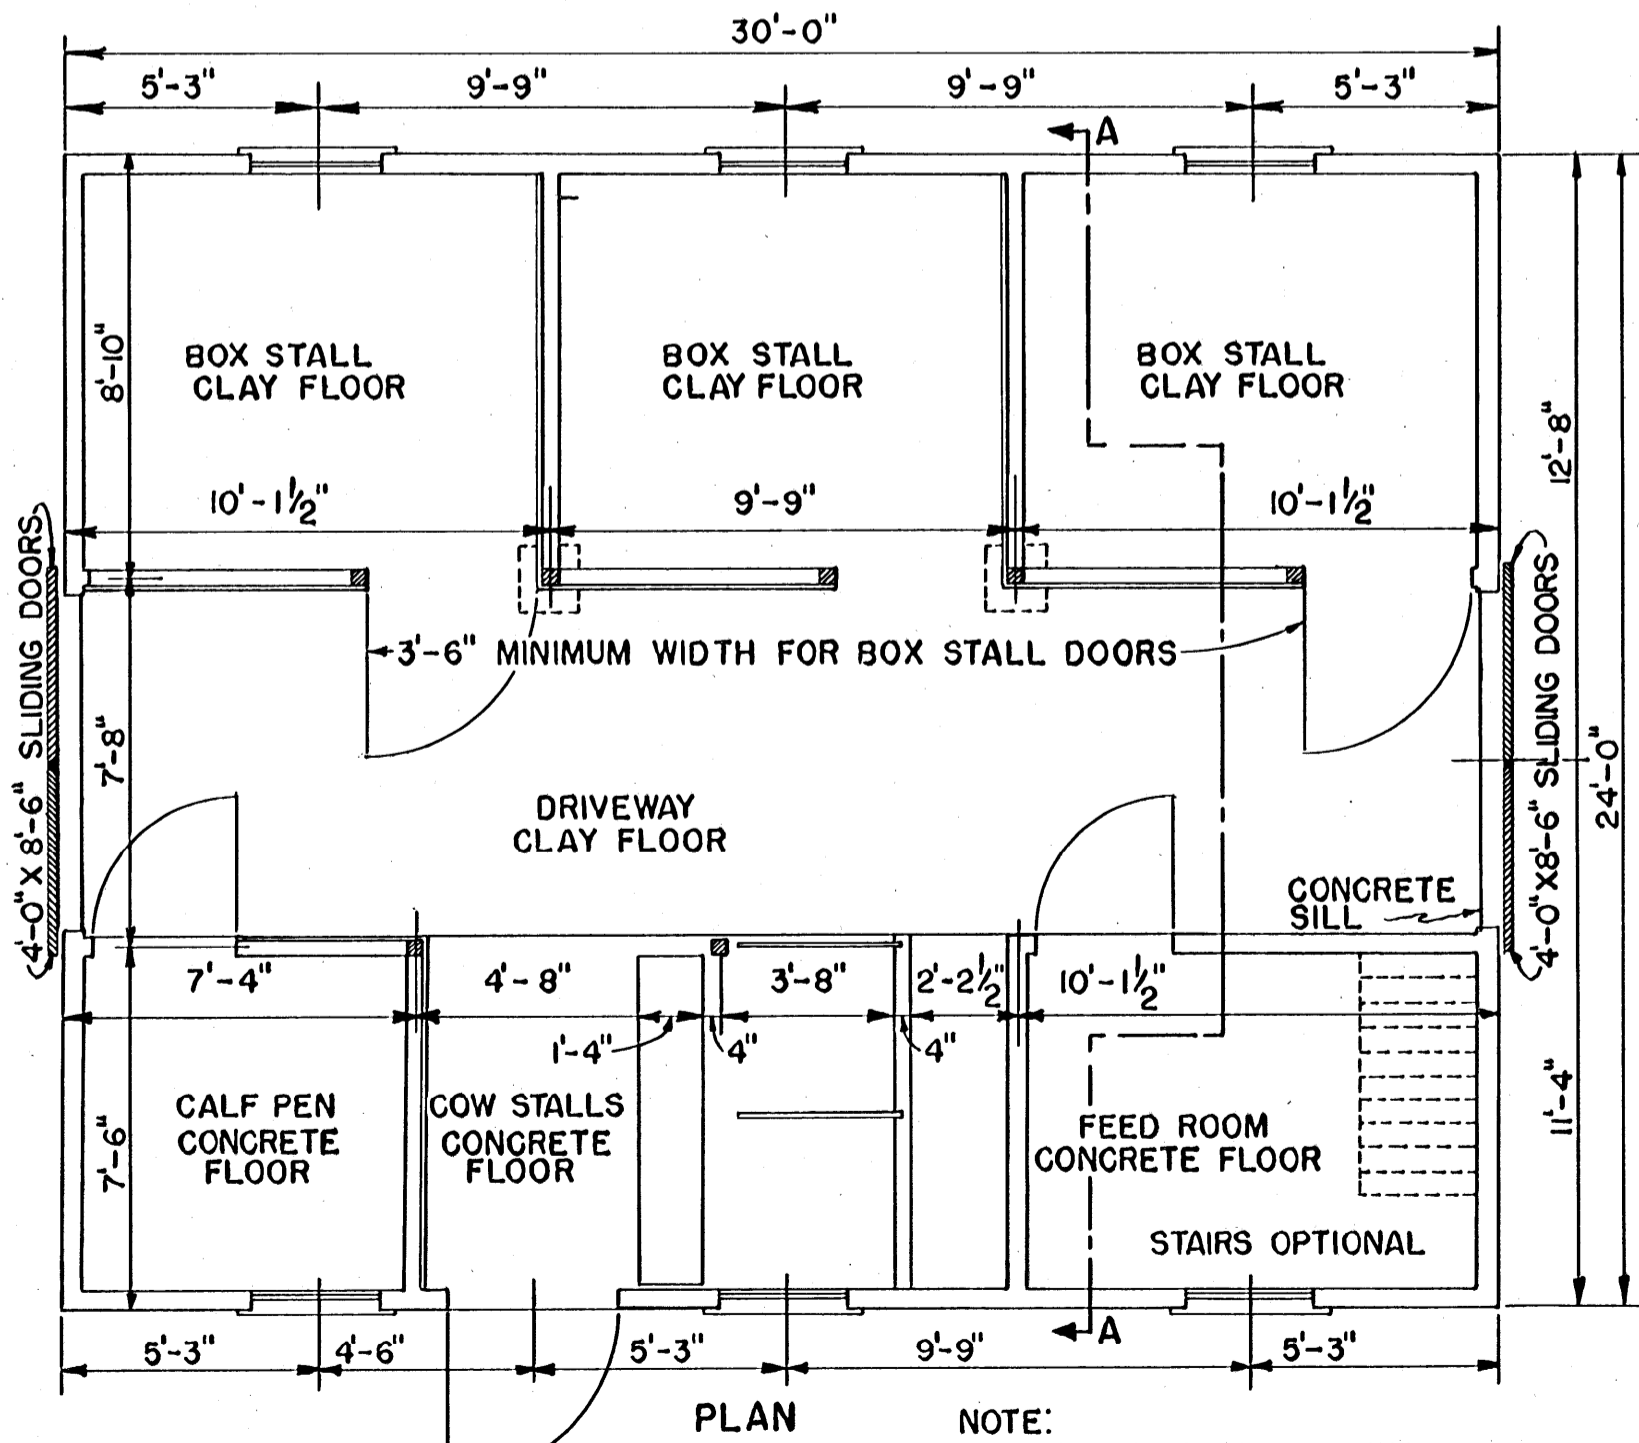 30'-0"
5'-3" 9'-9" 9'-9" 5'-3"
A
8'-10"
BOX STALL
CLAY FLOOR
BOX STALL
CLAY FLOOR
BOX STALL
CLAY FLOOR
12'-8"
10'-1½" 9'-9" 10'-1½"
4'-0" X 8'-6" SLIDING DOORS
3'-6" MINIMUM WIDTH FOR BOX STALL DOORS
4'-0" X 8'-6" SLIDING DOORS
7'-8"
24'-0"
DRIVEWAY
CLAY FLOOR
CONCRETE
SILL
7'-4" 4'-8" 3'-8" 2'-2½" 10'-1½"
1'-4" 4" 4"
7'-6"
CALF PEN
CONCRETE
FLOOR
COW STALLS
CONCRETE
FLOOR
FEED ROOM
CONCRETE FLOOR
11'-4"
STAIRS OPTIONAL
A
5'-3" 4'-6" 5'-3" 9'-9" 5'-3"
PLAN NOTE: